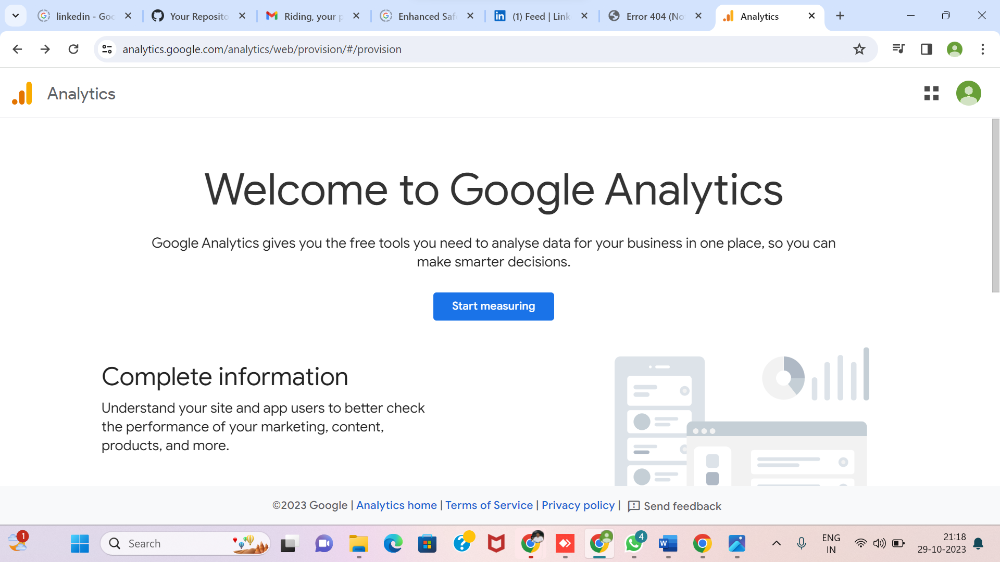 linkedin - Goo
Your Reposito
Riding, your p
Enhanced Saf
(1) Feed | Link
Error 404 (No
Analytics
analytics.google.com/analytics/web/provision/#/provision
Analytics
Welcome to Google Analytics
Google Analytics gives you the free tools you need to analyse data for your business in one place, so you can
make smarter decisions.
Start measuring
Complete information
Understand your site and app users to better check
the performance of your marketing, content,
products, and more.
©2023 Google | Analytics home | Terms of Service | Privacy policy | Send feedback
1
Search
4
ENG
IN
21:18
29-10-2023